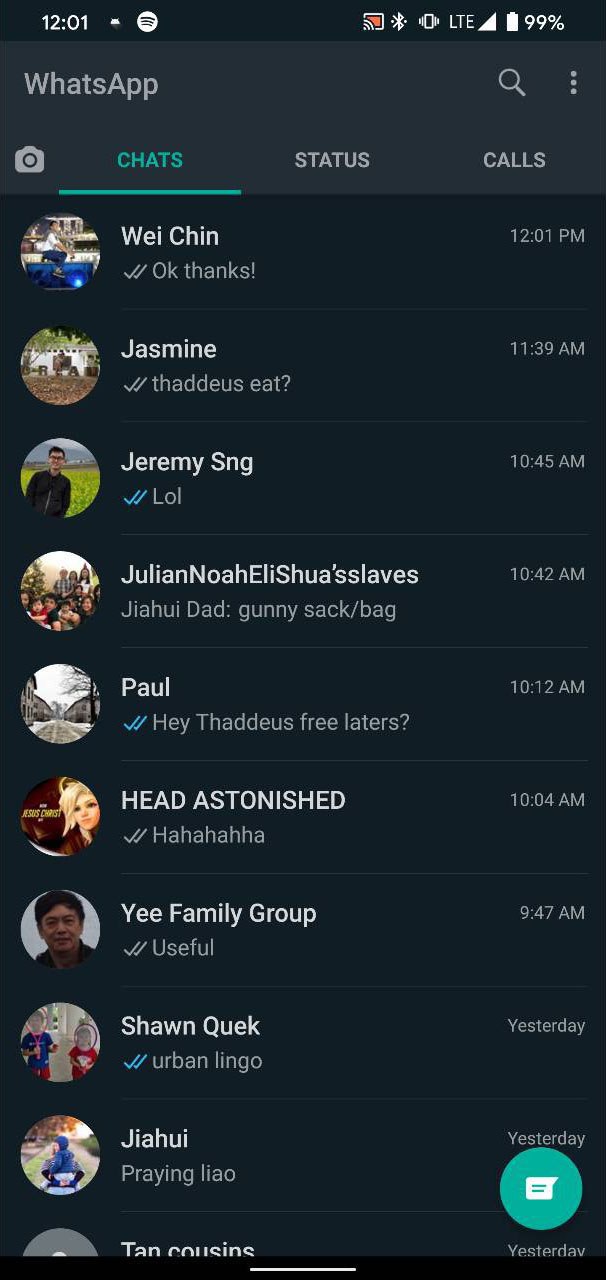 12:01
LTE
99%
WhatsApp
CHATS
STATUS
CALLS
Wei Chin
12:01 PM
Ok thanks!
Jasmine
11:39 AM
thaddeus eat?
Jeremy Sng
10:45 AM
Lol
JulianNoahEliShua’sslaves
10:42 AM
Jiahui Dad: gunny sack/bag
Paul
10:12 AM
Hey Thaddeus free laters?
JESUS CHRIST
HEAD ASTONISHED
10:04 AM
Hahahahha
Yee Family Group
9:47 AM
Useful
Shawn Quek
Yesterday
urban lingo
Jiahui
Yesterday
Praying liao
Tan cousins
Yesterday